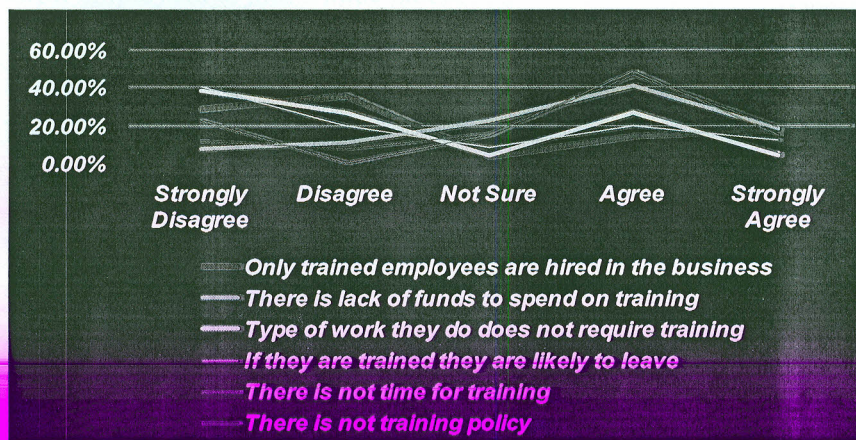 60.00%
40.00%
20.00%
0.00%
Strongly Disagree
Disagree
Not Sure
Agree
Strongly Agree
Only trained employees are hired in the business
There is lack of funds to spend on training
Type of work they do does not require training
If they are trained they are likely to leave
There is not time for training
There is not training policy